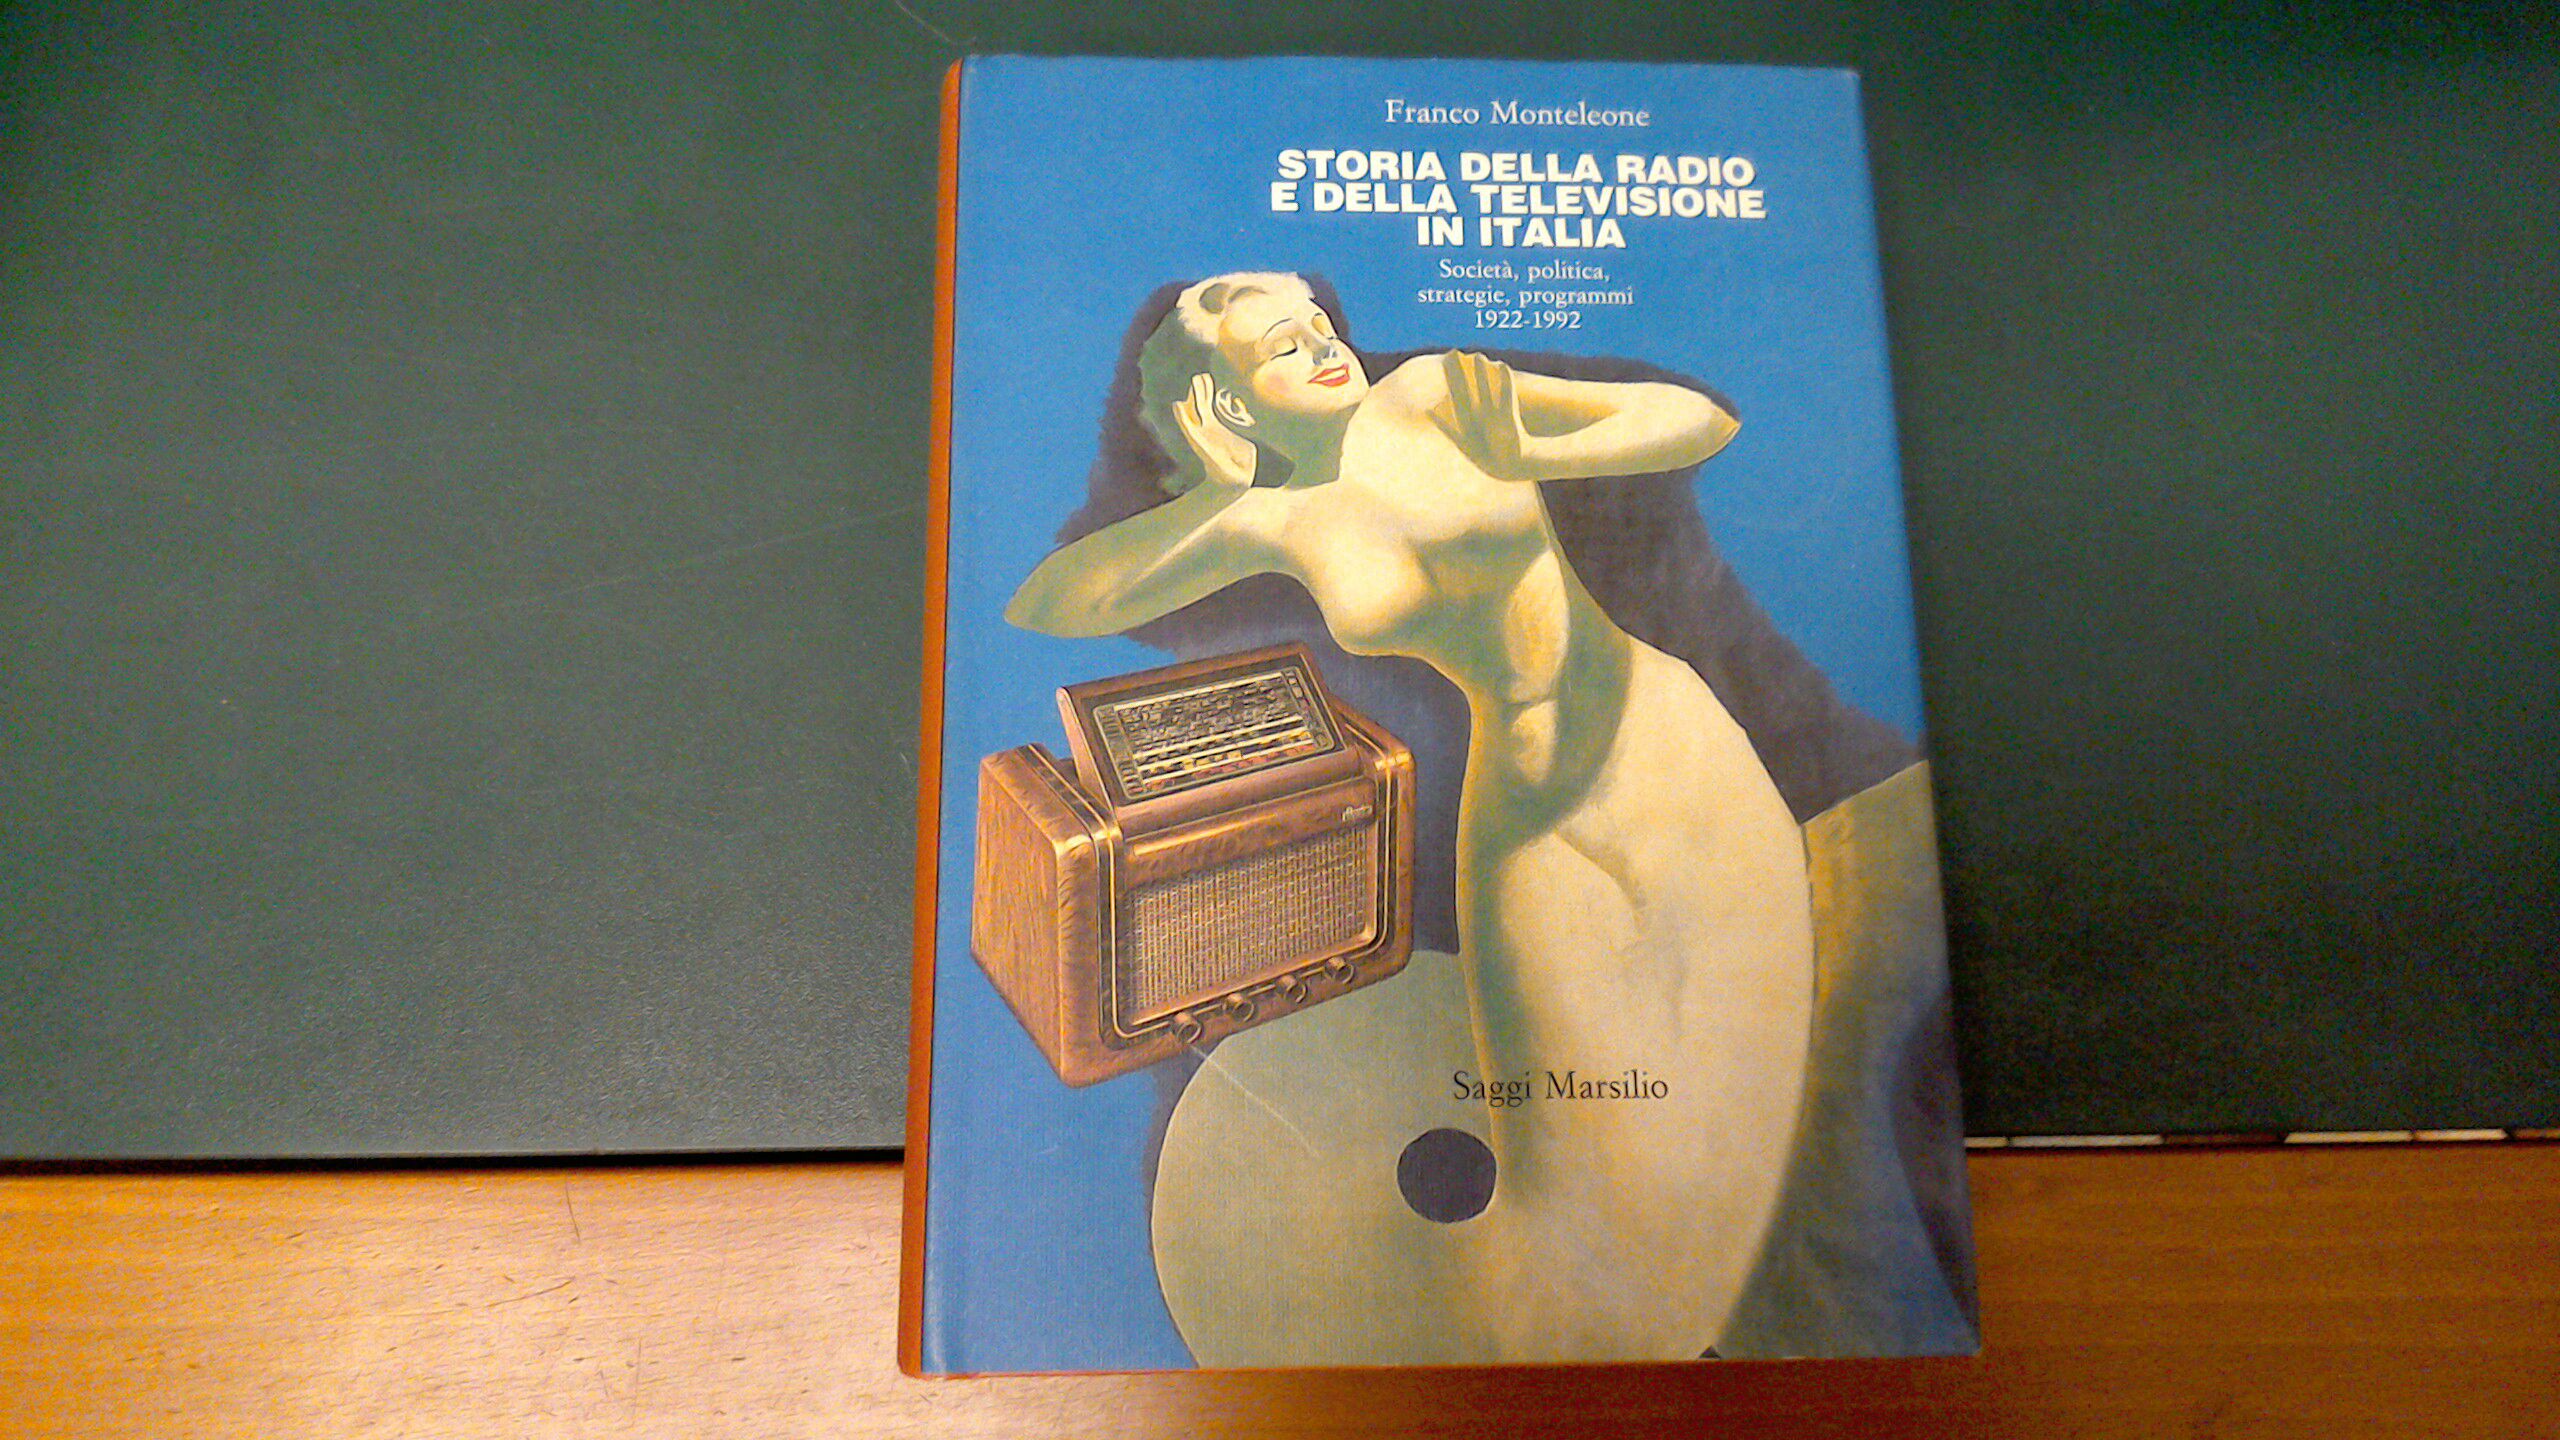 Franco Monteleone
STORIA DELLA RADIO
E DELLA TELEVISIONE
IN ITALIA
Società, politica,
strategie, programmi
1922-1992
Saggi Marsilio